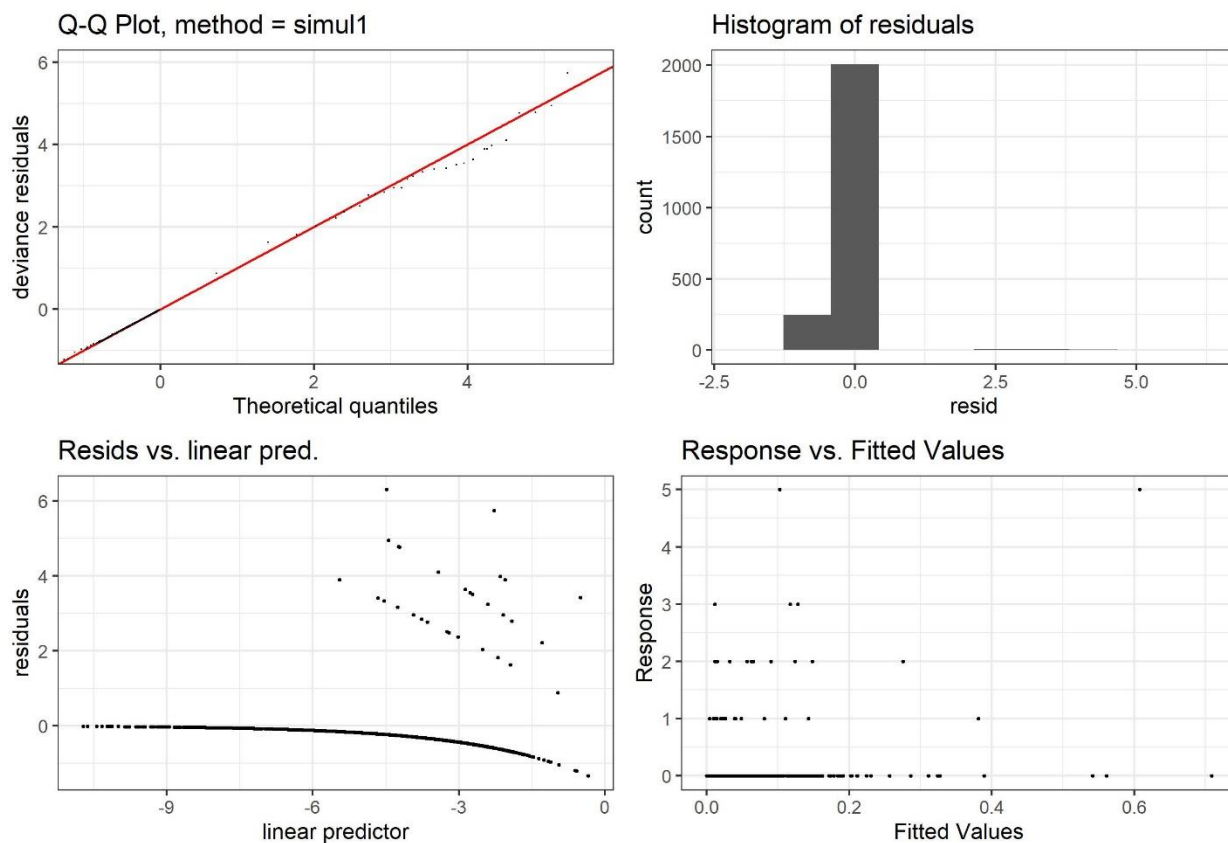 Q-Q Plot, method = simul1
6
4
2
0
deviance residuals
0 2 4
Theoretical quantiles
Histogram of residuals
2000
1500
1000
500
0
count
-2.5 0.0 2.5 5.0
resid
Resids vs. linear pred.
6
4
2
0
residuals
-9 -6 -3 0
linear predictor
Response vs. Fitted Values
5
4
3
2
1
0
Response
0.0 0.2 0.4 0.6
Fitted Values